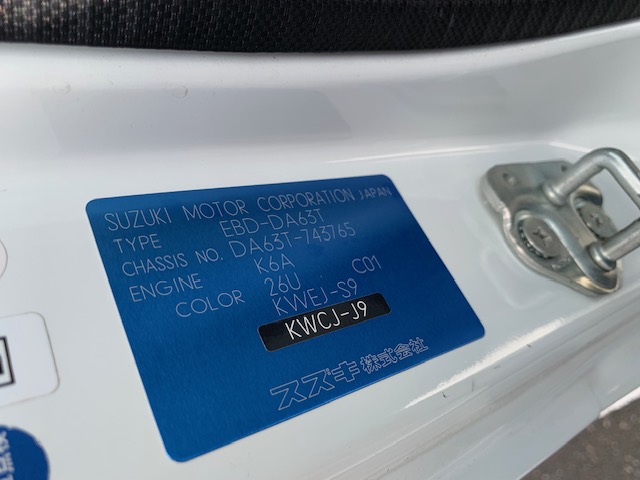 SUZUKI MOTOR CORPORATION JAPAN
TYPE EBD-DA63T
CHASSIS NO. DA63T-743765
ENGINE K6A
COLOR 26U C01
KWEJ-S9
KWCJ-J9
スズキ株式会社